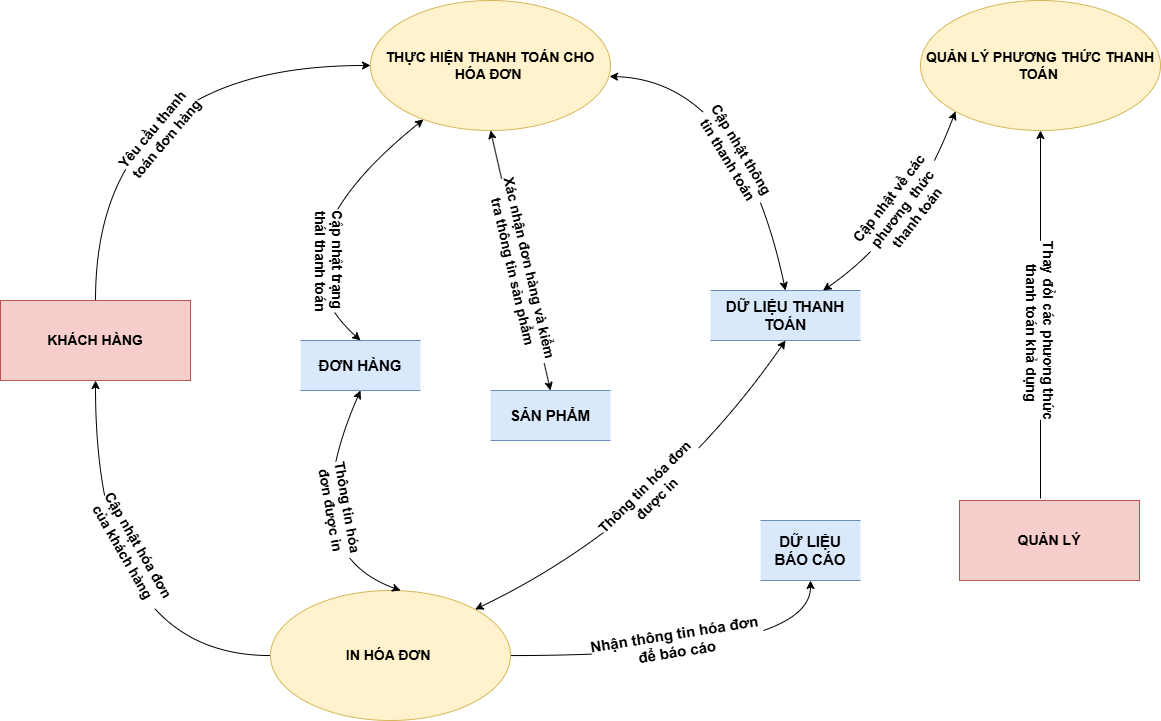 THỰC HIỆN THANH TOÁN CHO
HÓA ĐƠN
QUẢN LÝ PHƯƠNG THỨC THANH
TOÁN
Yêu cầu thanh
toán đơn hàng
Cập nhật thông
tin thanh toán
Cập nhật về các
phương thức
thanh toán
Cập nhật trạng
thái thanh toán
Xác nhận đơn hàng và kiểm
tra thông tin sản phẩm
Thay đổi các phương thức
thanh toán khả dụng
KHÁCH HÀNG
DỮ LIỆU THANH
TOÁN
ĐƠN HÀNG
SẢN PHẨM
Cập nhật hóa đơn
của khách hàng
Thông tin hóa
đơn được in
Thông tin hóa đơn
được in
DỮ LIỆU
BÁO CÁO
QUẢN LÝ
IN HÓA ĐƠN
Nhận thông tin hóa đơn
để báo cáo